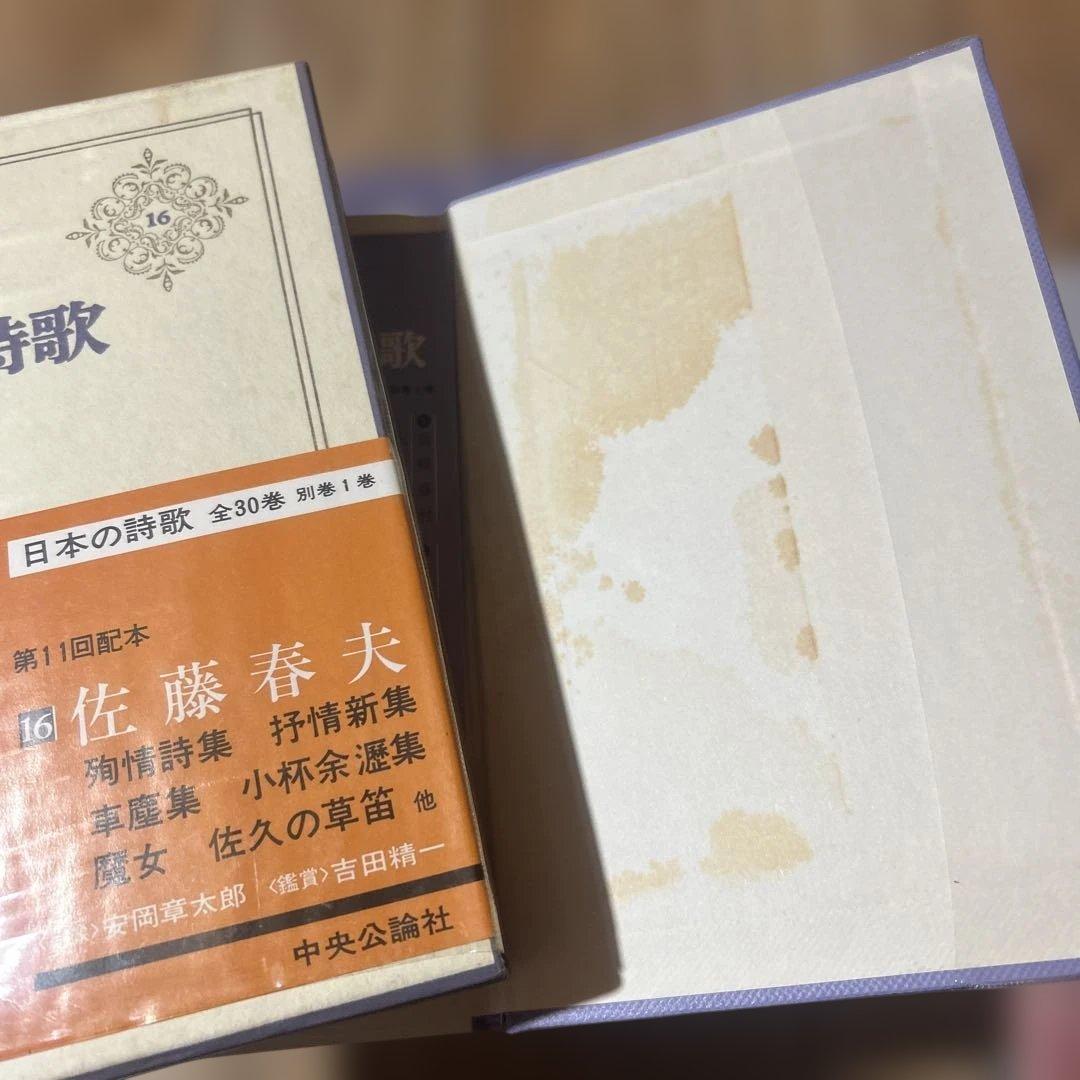 16
詩歌
日本の詩歌 全30巻 別巻1巻
第11回配本
16 佐藤春夫
殉情詩集 抒情新集
車塵集 小杯余瀝集
魔女 佐久の草笛 他
安岡章太郎 〈鑑賞〉吉田精一
中央公論社
歌